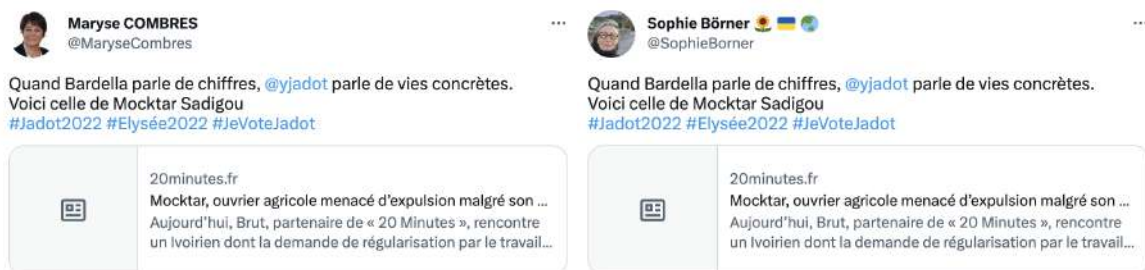 Maryse COMBRES
@MaryseCombres
Quand Bardella parle de chiffres, @yjadot parle de vies concrètes.
Voici celle de Mocktar Sadigou
#Jadot2022 #Elysée2022 #JeVoteJadot
20minutes.fr
Mocktar, ouvrier agricole menacé d'expulsion malgré son ...
Aujourd'hui, Brut, partenaire de « 20 Minutes », rencontre
un Ivoirien dont la demande de régularisation par le travail...
Sophie Börner 🌻 🇺🇦 🌍
@SophieBorner
Quand Bardella parle de chiffres, @yjadot parle de vies concrètes.
Voici celle de Mocktar Sadigou
#Jadot2022 #Elysée2022 #JeVoteJadot
20minutes.fr
Mocktar, ouvrier agricole menacé d'expulsion malgré son ...
Aujourd'hui, Brut, partenaire de « 20 Minutes », rencontre
un Ivoirien dont la demande de régularisation par le travail...